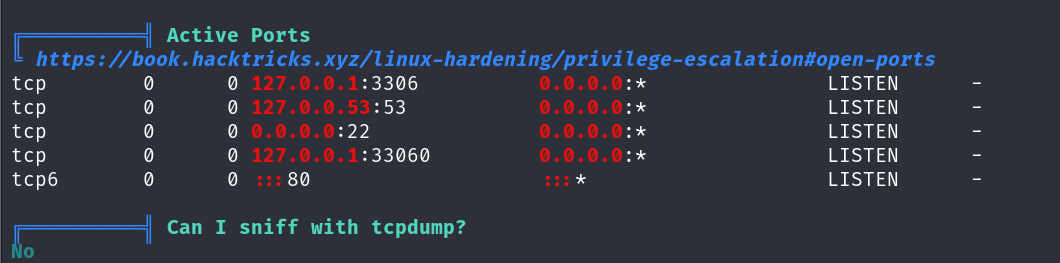 ╔══════════╣ Active Ports
╚ https://book.hacktricks.xyz/linux-hardening/privilege-escalation#open-ports
tcp        0      0 127.0.0.1:3306          0.0.0.0:*               LISTEN      -
tcp        0      0 127.0.0.53:53           0.0.0.0:*               LISTEN      -
tcp        0      0 0.0.0.0:22              0.0.0.0:*               LISTEN      -
tcp        0      0 127.0.0.1:33060         0.0.0.0:*               LISTEN      -
tcp6       0      0 :::80                   :::*                    LISTEN      -
╔══════════╣ Can I sniff with tcpdump?
No